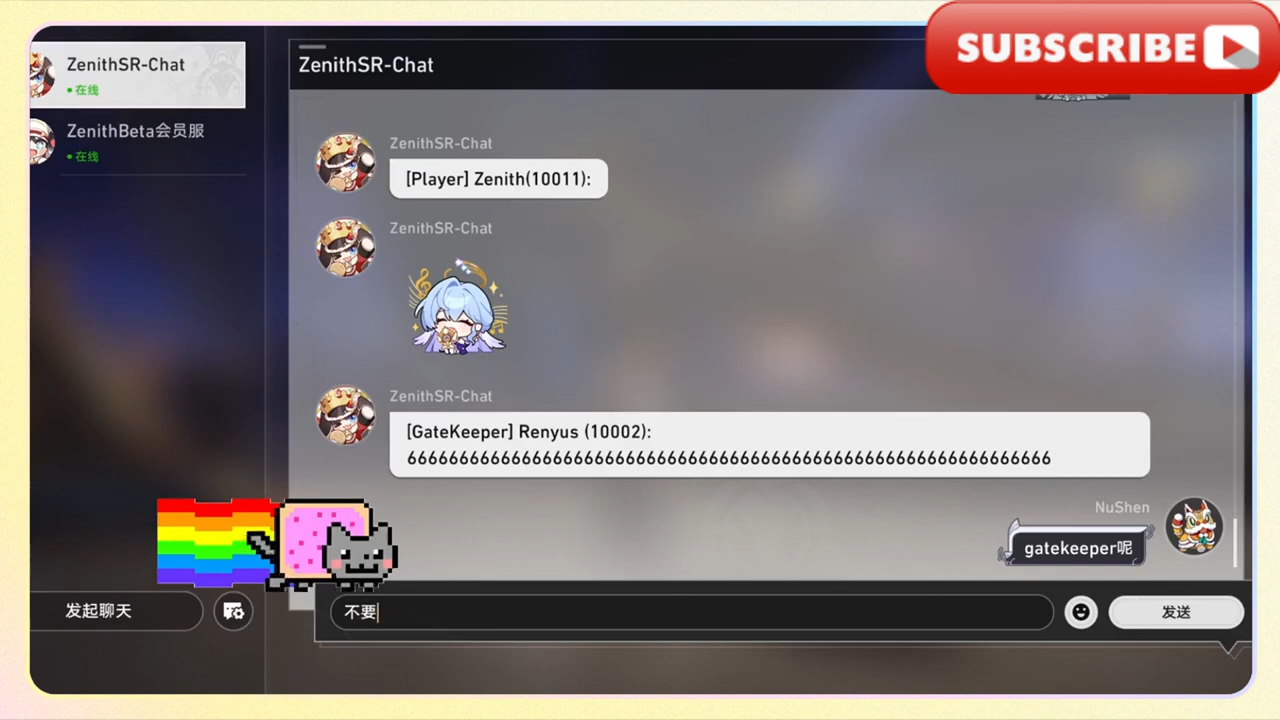 SUBSCRIBE
ZenithSR-Chat
在线
ZenithBeta会员服
在线
ZenithSR-Chat
ZenithSR-Chat
[Player] Zenith(10011):
ZenithSR-Chat
ZenithSR-Chat
[GateKeeper] Renyus (10002):
66666666666666666666666666666666666666666666666666666666666666
NuShen
gatekeeper呢
发起聊天
不要
发送